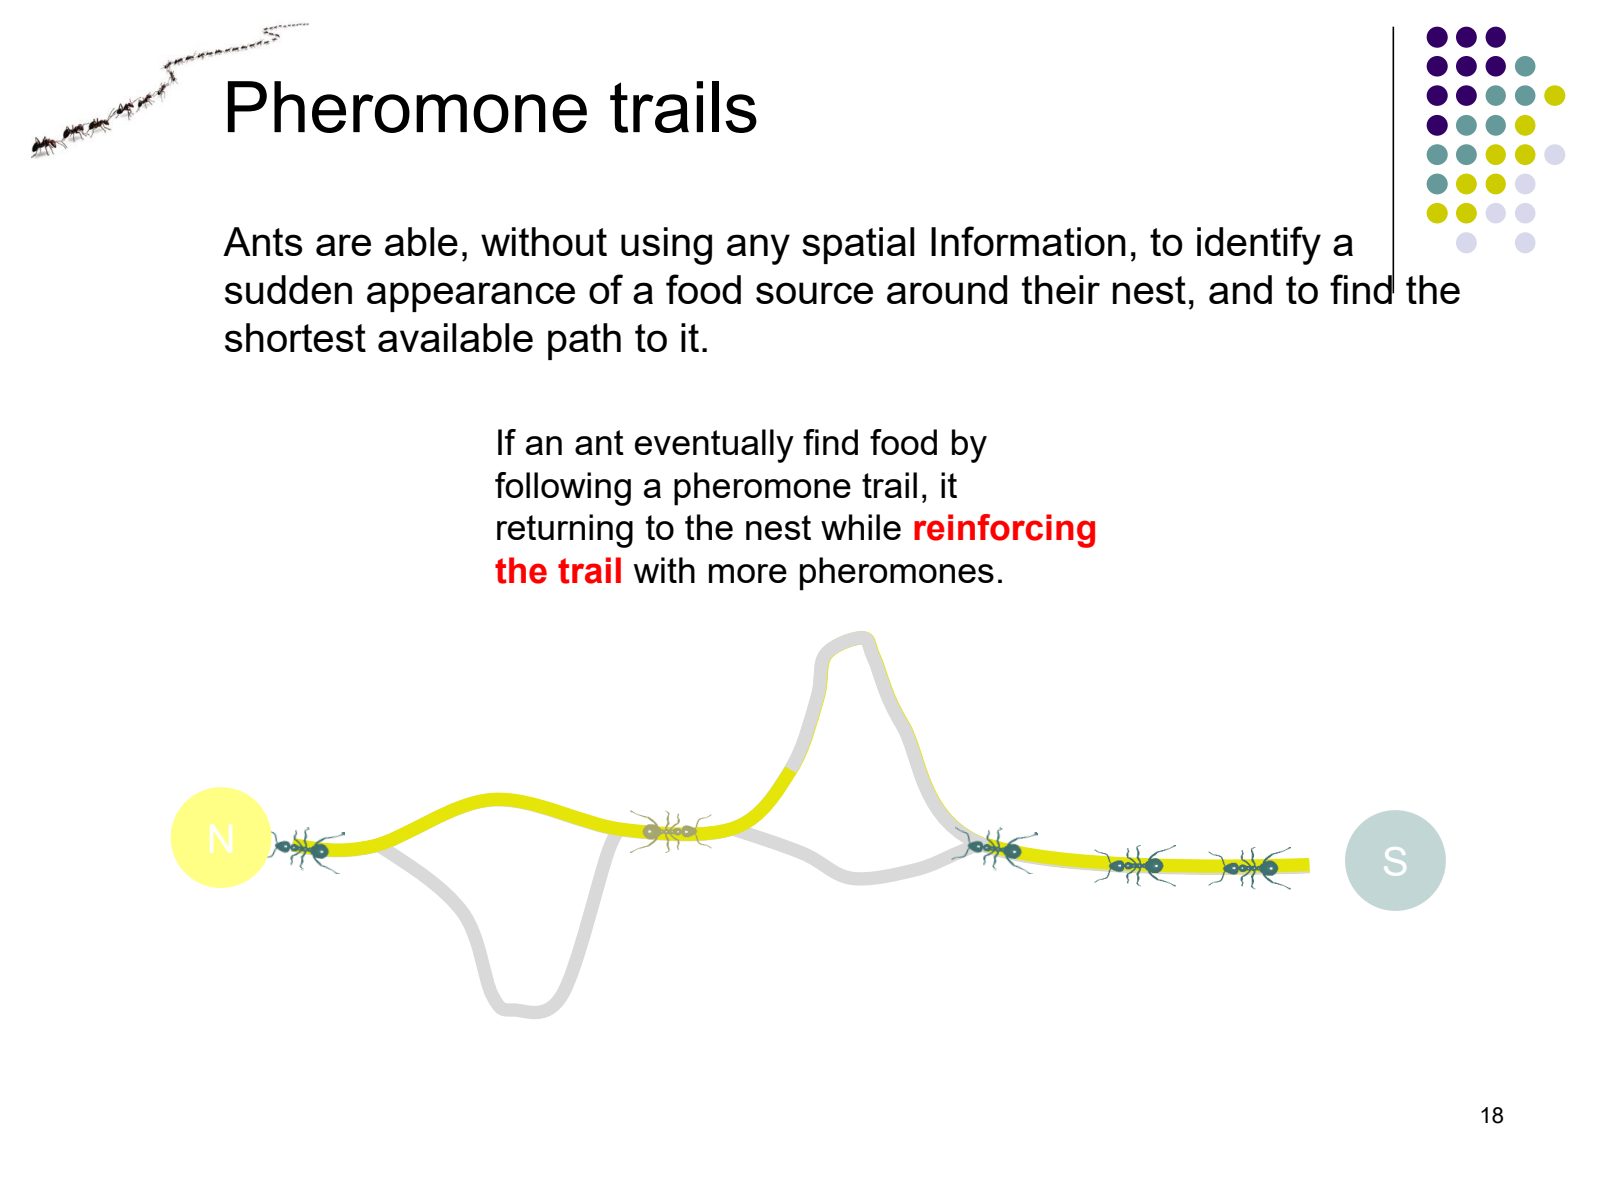 Pheromone trails
Ants are able, without using any spatial Information, to identify a
sudden appearance of a food source around their nest, and to find the
shortest available path to it.
If an ant eventually find food by
following a pheromone trail, it
returning to the nest while reinforcing
the trail with more pheromones.
N
S
18